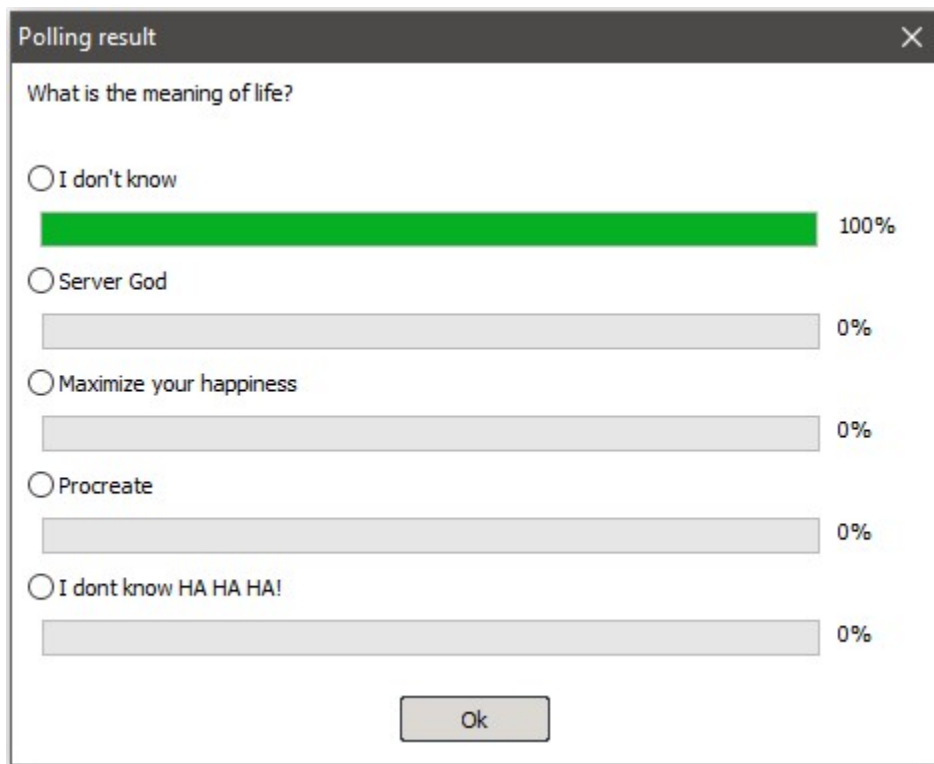 Polling result
What is the meaning of life?
I don't know
100%
Server God
0%
Maximize your happiness
0%
Procreate
0%
I dont know HA HA HA!
0%
Ok